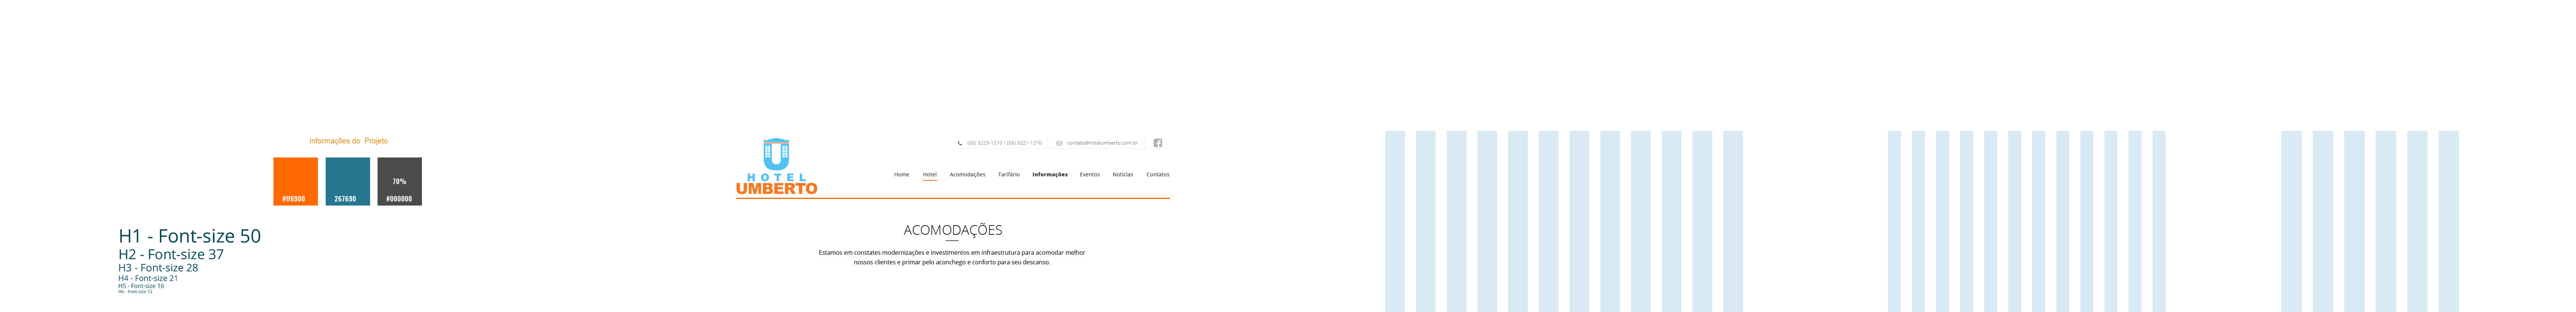 Informações do Projeto
70%
#ff6900
267690
#000000
H1 - Font-size 50
H2 - Font-size 37
H3 - Font-size 28
H4 - Font-size 21
H5 - Font-size 16
H6 - Font-size 12
HOTEL
UMBERTO
(55) 3223-1210 / (55) 3221-1270
contato@hotelumberto.com.br
Home Hotel Acomodações Tarifário Informações Eventos Notícias Contatos
ACOMODAÇÕES
Estamos em constates modernizações e investimentos em infraestrutura para acomodar melhor
nossos clientes e primar pelo aconchego e conforto para seu descanso.